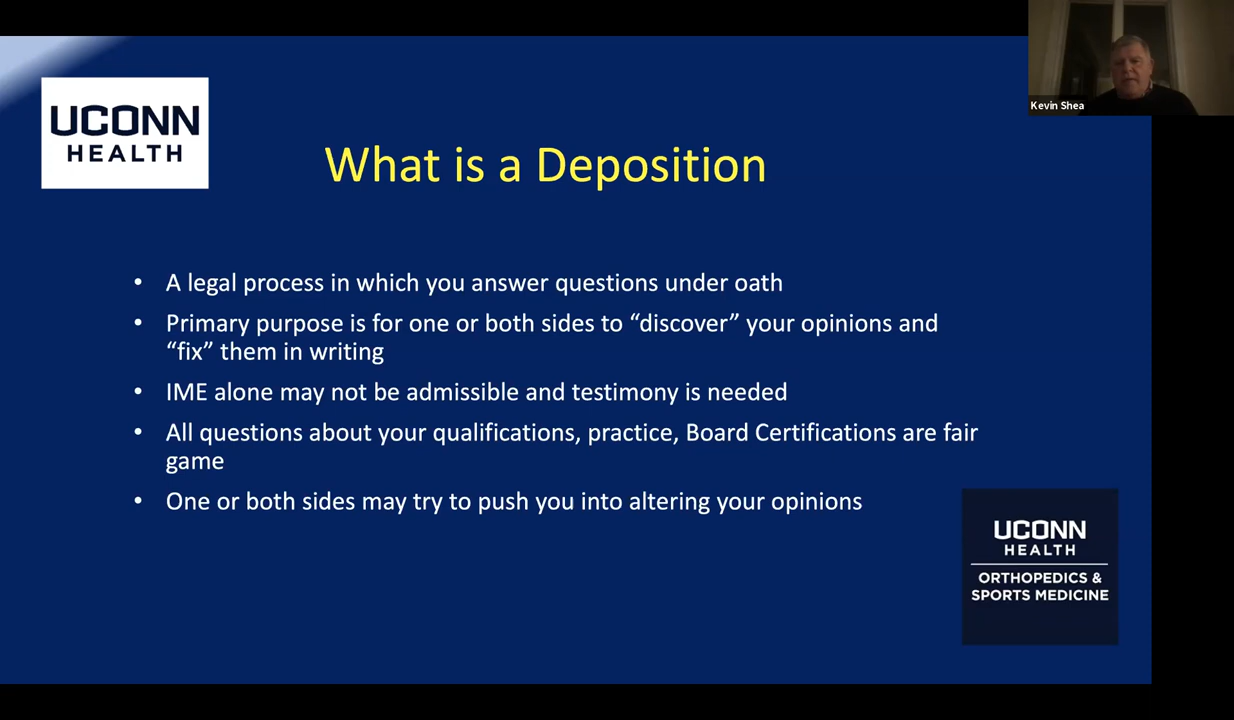 Kevin Shea
UCONN
HEALTH
What is a Deposition
• A legal process in which you answer questions under oath
• Primary purpose is for one or both sides to “discover” your opinions and
“fix” them in writing
• IME alone may not be admissible and testimony is needed
• All questions about your qualifications, practice, Board Certifications are fair
game
• One or both sides may try to push you into altering your opinions
UCONN
HEALTH
ORTHOPEDICS &
SPORTS MEDICINE